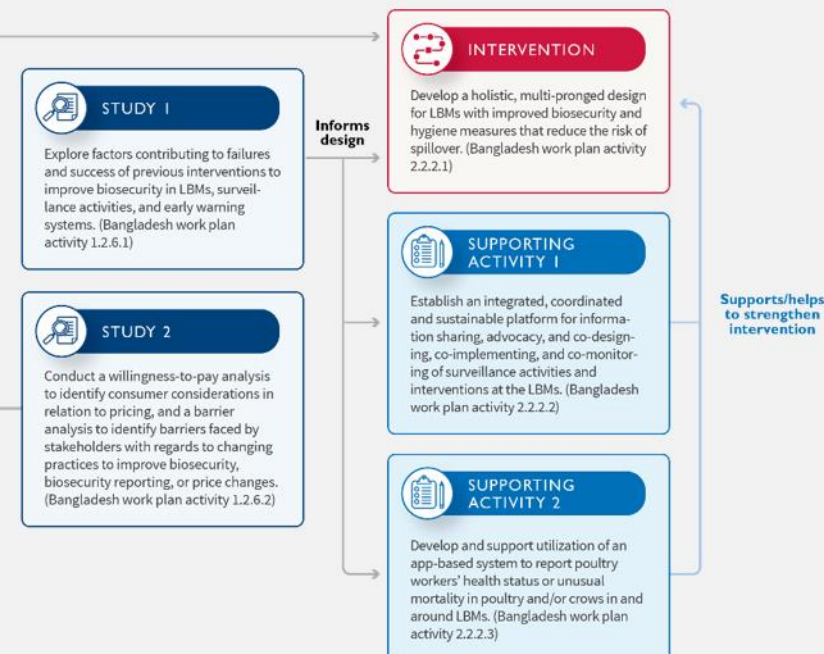 STUDY 1
Explore factors contributing to failures
and success of previous interventions to
improve biosecurity in LBMs, surveil-
lance activities, and early warning
systems. (Bangladesh work plan
activity 1.2.6.1)
STUDY 2
Conduct a willingness-to-pay analysis
to identify consumer considerations in
relation to pricing, and a barrier
analysis to identify barriers faced by
stakeholders with regards to changing
practices to improve biosecurity,
biosecurity reporting, or price changes.
(Bangladesh work plan activity 1.2.6.2)
Informs
design
INTERVENTION
Develop a holistic, multi-pronged design
for LBMs with improved biosecurity and
hygiene measures that reduce the risk of
spillover. (Bangladesh work plan activity
2.2.2.1)
SUPPORTING
ACTIVITY 1
Establish an integrated, coordinated
and sustainable platform for informa-
tion sharing, advocacy, and co-design-
ing, co-implementing, and co-monitor-
ing of surveillance activities and
interventions at the LBMs. (Bangladesh
work plan activity 2.2.2.2)
SUPPORTING
ACTIVITY 2
Develop and support utilization of an
app-based system to report poultry
workers’ health status or unusual
mortality in poultry and/or crows in and
around LBMs. (Bangladesh work plan
activity 2.2.2.3)
Supports/helps
to strengthen
intervention